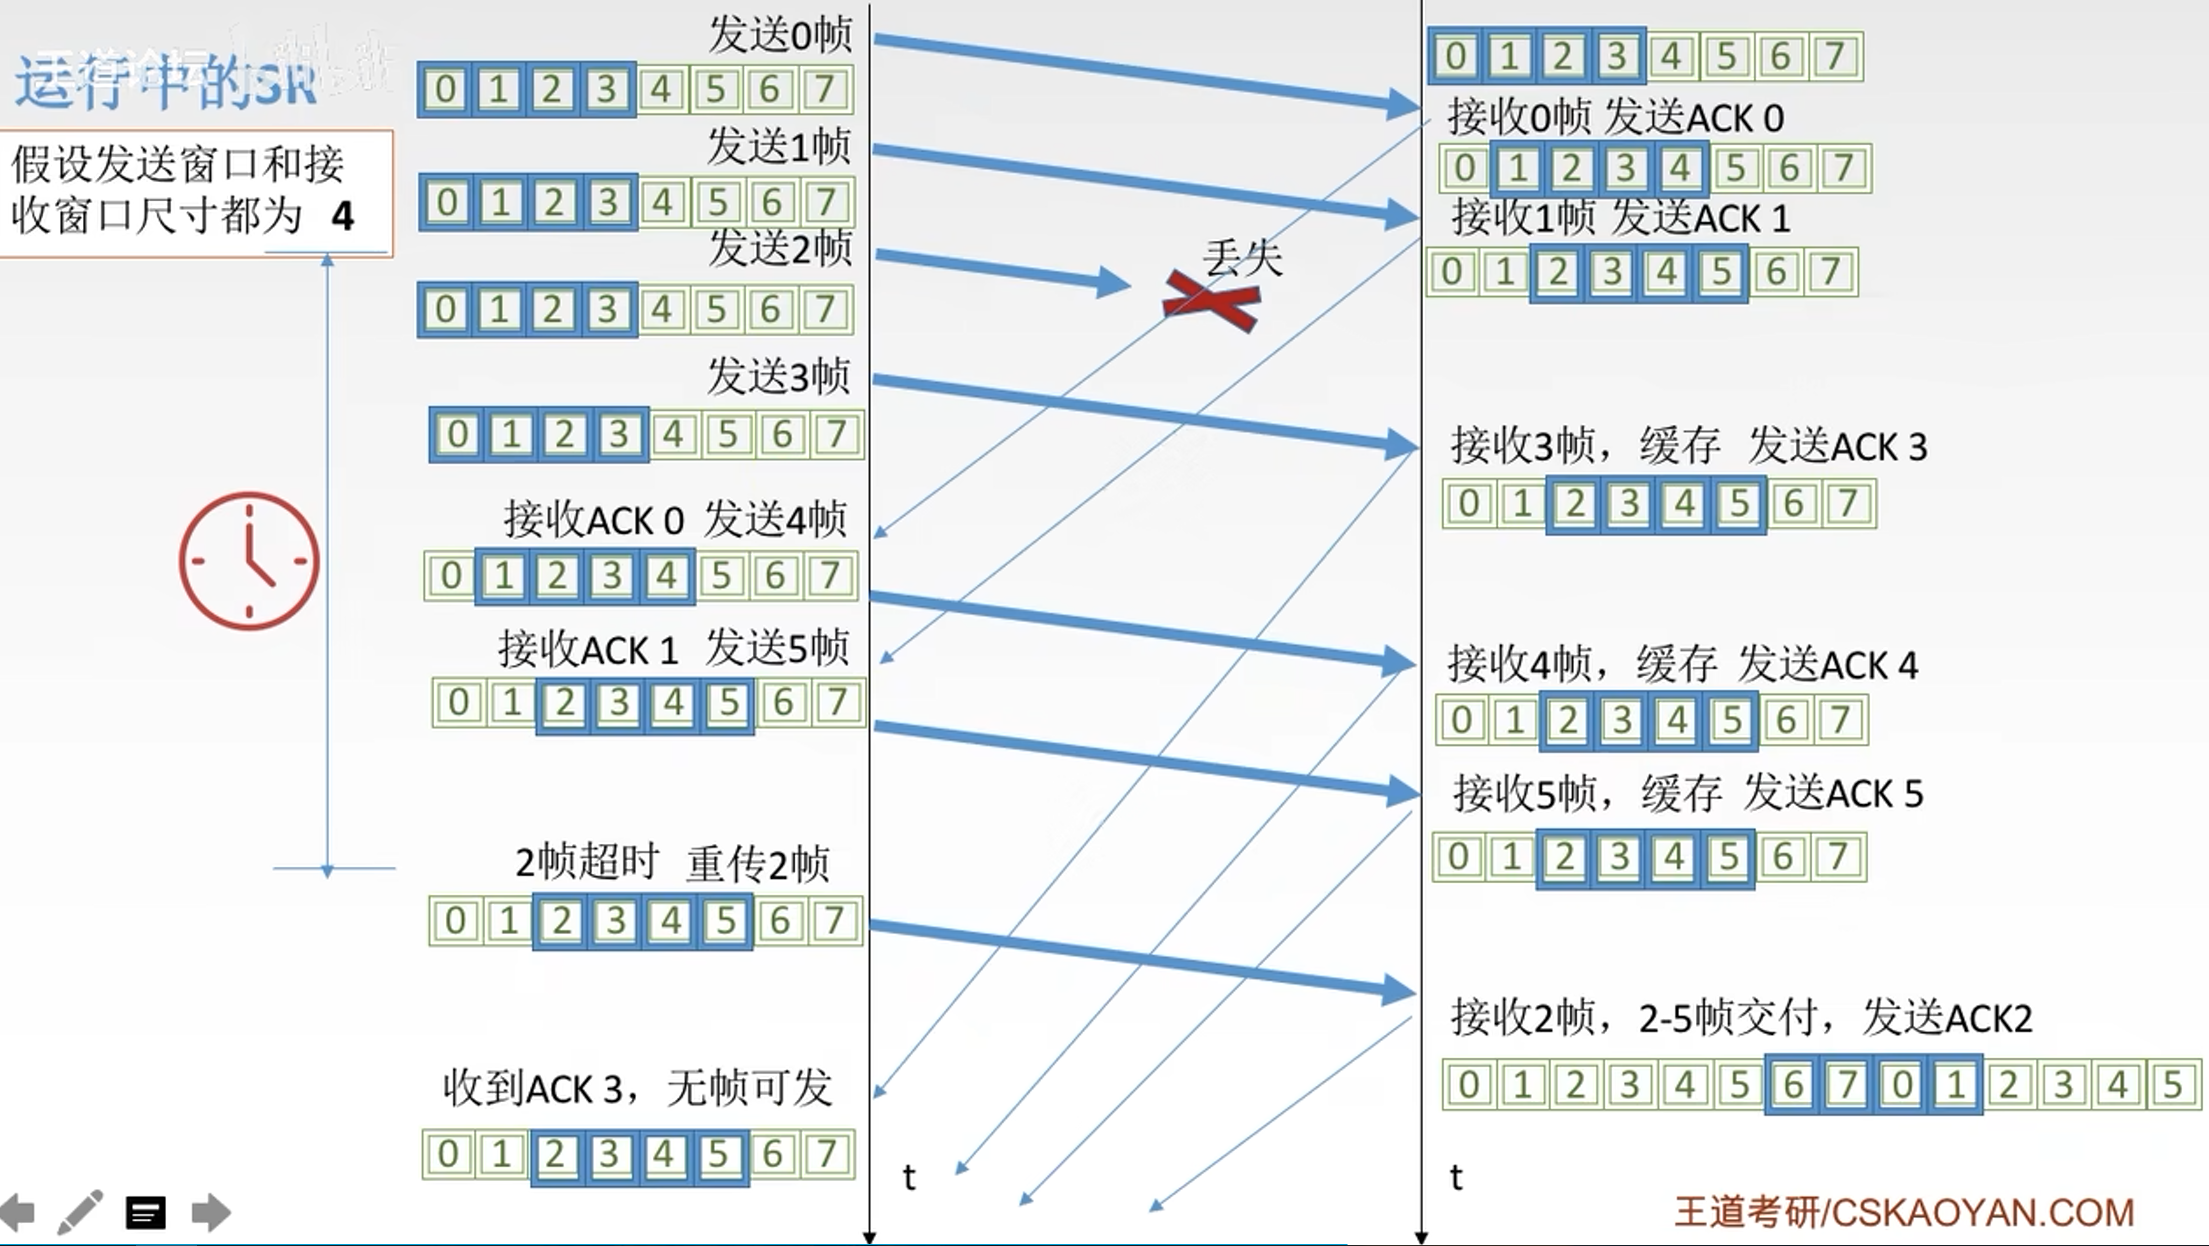 运行中的SR
王道论坛
假设发送窗口和接
收窗口尺寸都为 4
发送0帧
0 1 2 3 4 5 6 7
发送1帧
0 1 2 3 4 5 6 7
发送2帧
0 1 2 3 4 5 6 7
发送3帧
0 1 2 3 4 5 6 7
接收ACK 0 发送4帧
0 1 2 3 4 5 6 7
接收ACK 1 发送5帧
0 1 2 3 4 5 6 7
2帧超时 重传2帧
0 1 2 3 4 5 6 7
收到ACK 3，无帧可发
0 1 2 3 4 5 6 7
丢失
t
0 1 2 3 4 5 6 7
接收0帧 发送ACK 0
0 1 2 3 4 5 6 7
接收1帧 发送ACK 1
0 1 2 3 4 5 6 7
接收3帧，缓存 发送ACK 3
0 1 2 3 4 5 6 7
接收4帧，缓存 发送ACK 4
0 1 2 3 4 5 6 7
接收5帧，缓存 发送ACK 5
0 1 2 3 4 5 6 7
接收2帧，2-5帧交付，发送ACK2
0 1 2 3 4 5 6 7 0 1 2 3 4 5
t
王道考研/CSKAOYAN.COM